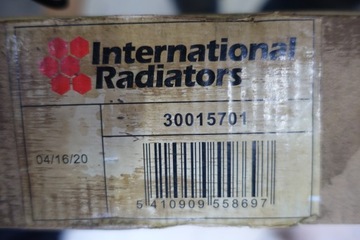 International
Radiators
30015701
04/16/20
5 410909 558697